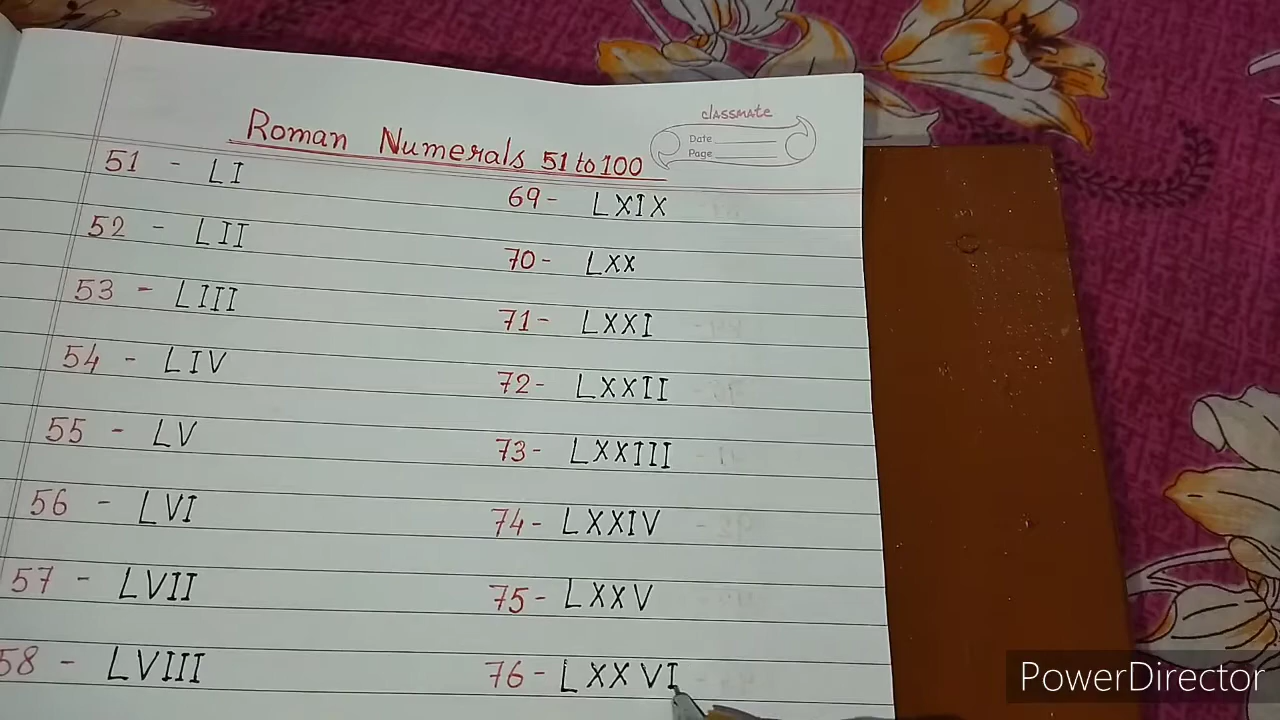 classmate
Date
Page
Roman Numerals 51 to 100
51 - LI
52 - LII
53 - LIII
54 - LIV
55 - LV
56 - LVI
57 - LVII
58 - LVIII
69- LXIX
70- LXX
71- LXXI
72- LXXII
73- LXXIII
74- LXXIV
75- LXXV
76- LXXVI
PowerDirector